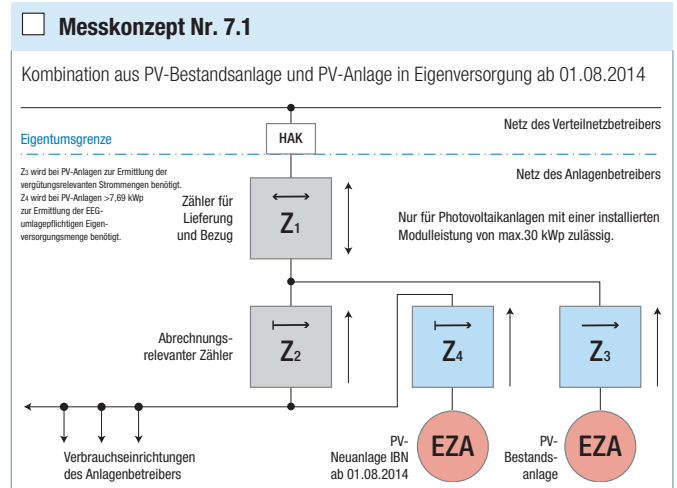 Messkonzept Nr. 7.1
Kombination aus PV-Bestandsanlage und PV-Anlage in Eigenversorgung ab 01.08.2014
Netz des Verteilnetzbetreibers
Eigentumsgrenze
HAK
Netz des Anlagenbetreibers
Z3 wird bei PV-Anlagen zur Ermittlung der
vergütungsrelevanten Strommengen benötigt.
Z4 wird bei PV-Anlagen >7,69 kWp
zur Ermittlung der EEG-
umlagepflichtigen Eigen-
versorgungsmenge benötigt.
Zähler für
Lieferung
und Bezug
Z1
Nur für Photovoltaikanlagen mit einer installierten
Modulleistung von max.30 kWp zulässig.
Abrechnungs-
relevanter Zähler
Z2
Z4
Z3
Verbrauchseinrichtungen
des Anlagenbetreibers
PV-
Neuanlage IBN
ab 01.08.2014
EZA
PV-
Bestands-
anlage
EZA